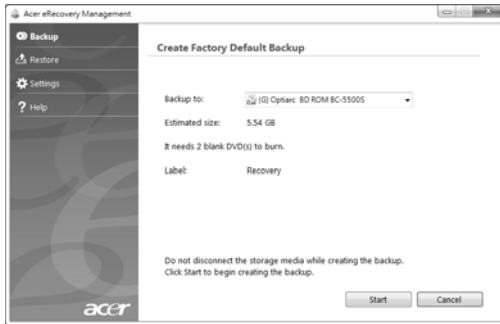 Acer eRecovery Management
Backup
Restore
Settings
Help
Create Factory Default Backup
Backup to: (G) Optiarc BD ROM BC-5500S
Estimated size: 5.54 GB
It needs 2 blank DVD(s) to burn.
Label: Recovery
Do not disconnect the storage media while creating the backup.
Click Start to begin creating the backup.
Start Cancel
acer